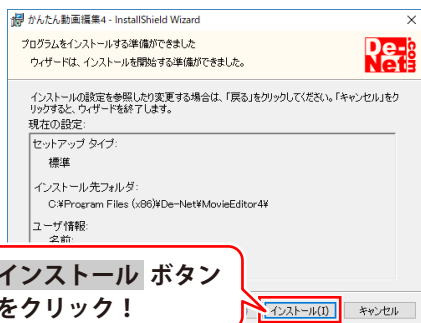 かんたん動画編集4 - InstallShield Wizard
プログラムをインストールする準備ができました
ウィザードは、インストールを開始する準備ができました。
De-Net.com
インストールの設定を参照したり変更する場合は、「戻る」をクリックしてください。「キャンセル」をク
リックすると、ウィザードを終了します。
現在の設定:
セットアップ タイプ:
標準
インストール先フォルダ:
C:¥Program Files (x86)¥De-Net¥MovieEditor4¥
ユーザ情報:
名前:
インストール ボタン
をクリック！
インストール(I)
キャンセル